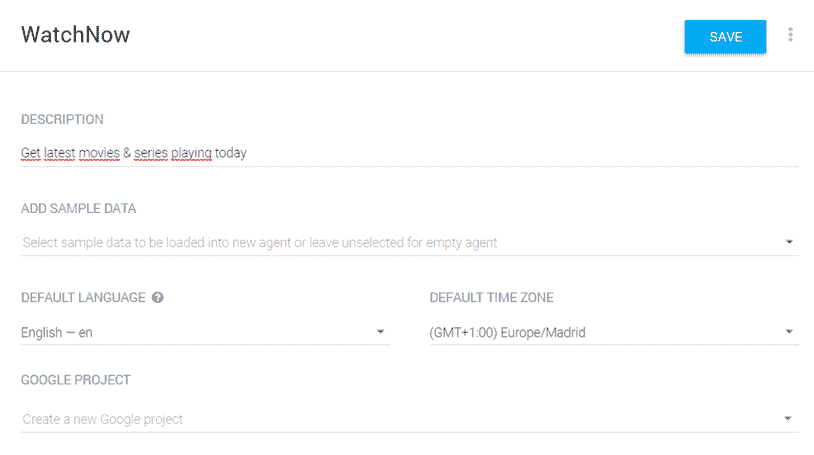 WatchNow
SAVE
DESCRIPTION
Get latest movies & series playing today
ADD SAMPLE DATA
Select sample data to be loaded into new agent or leave unselected for empty agent
DEFAULT LANGUAGE ?
DEFAULT TIME ZONE
English — en
(GMT+1:00) Europe/Madrid
GOOGLE PROJECT
Create a new Google project